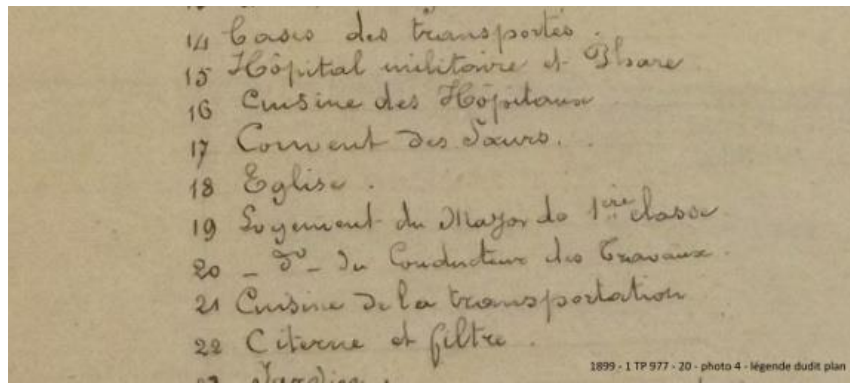 14 Cases des transportés.
15 Hôpital militaire et Phare
16 Cuisine des Hôpitaux
17 Couvent des Sœurs.
18 Eglise.
19 Logement du Major de 1ère classe
20 - do - du Conducteur des Travaux.
21 Cuisine de la transportation
22 Citerne et filtre.
1899 - 1 TP 977 - 20 - photo 4 - légende dudit plan